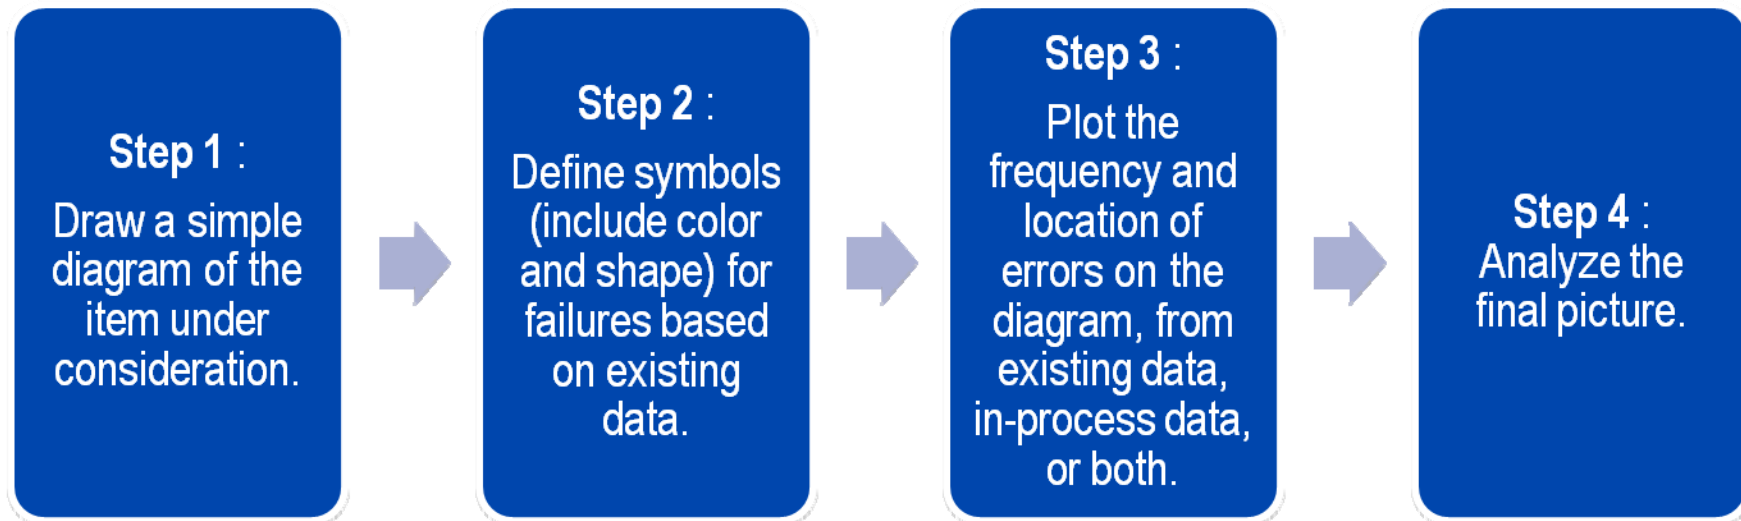 Step 1 :
Draw a simple
diagram of the
item under
consideration.
Step 2 :
Define symbols
(include color
and shape) for
failures based
on existing
data.
Step 3 :
Plot the
frequency and
location of
errors on the
diagram, from
existing data,
in-process data,
or both.
Step 4 :
Analyze the
final picture.